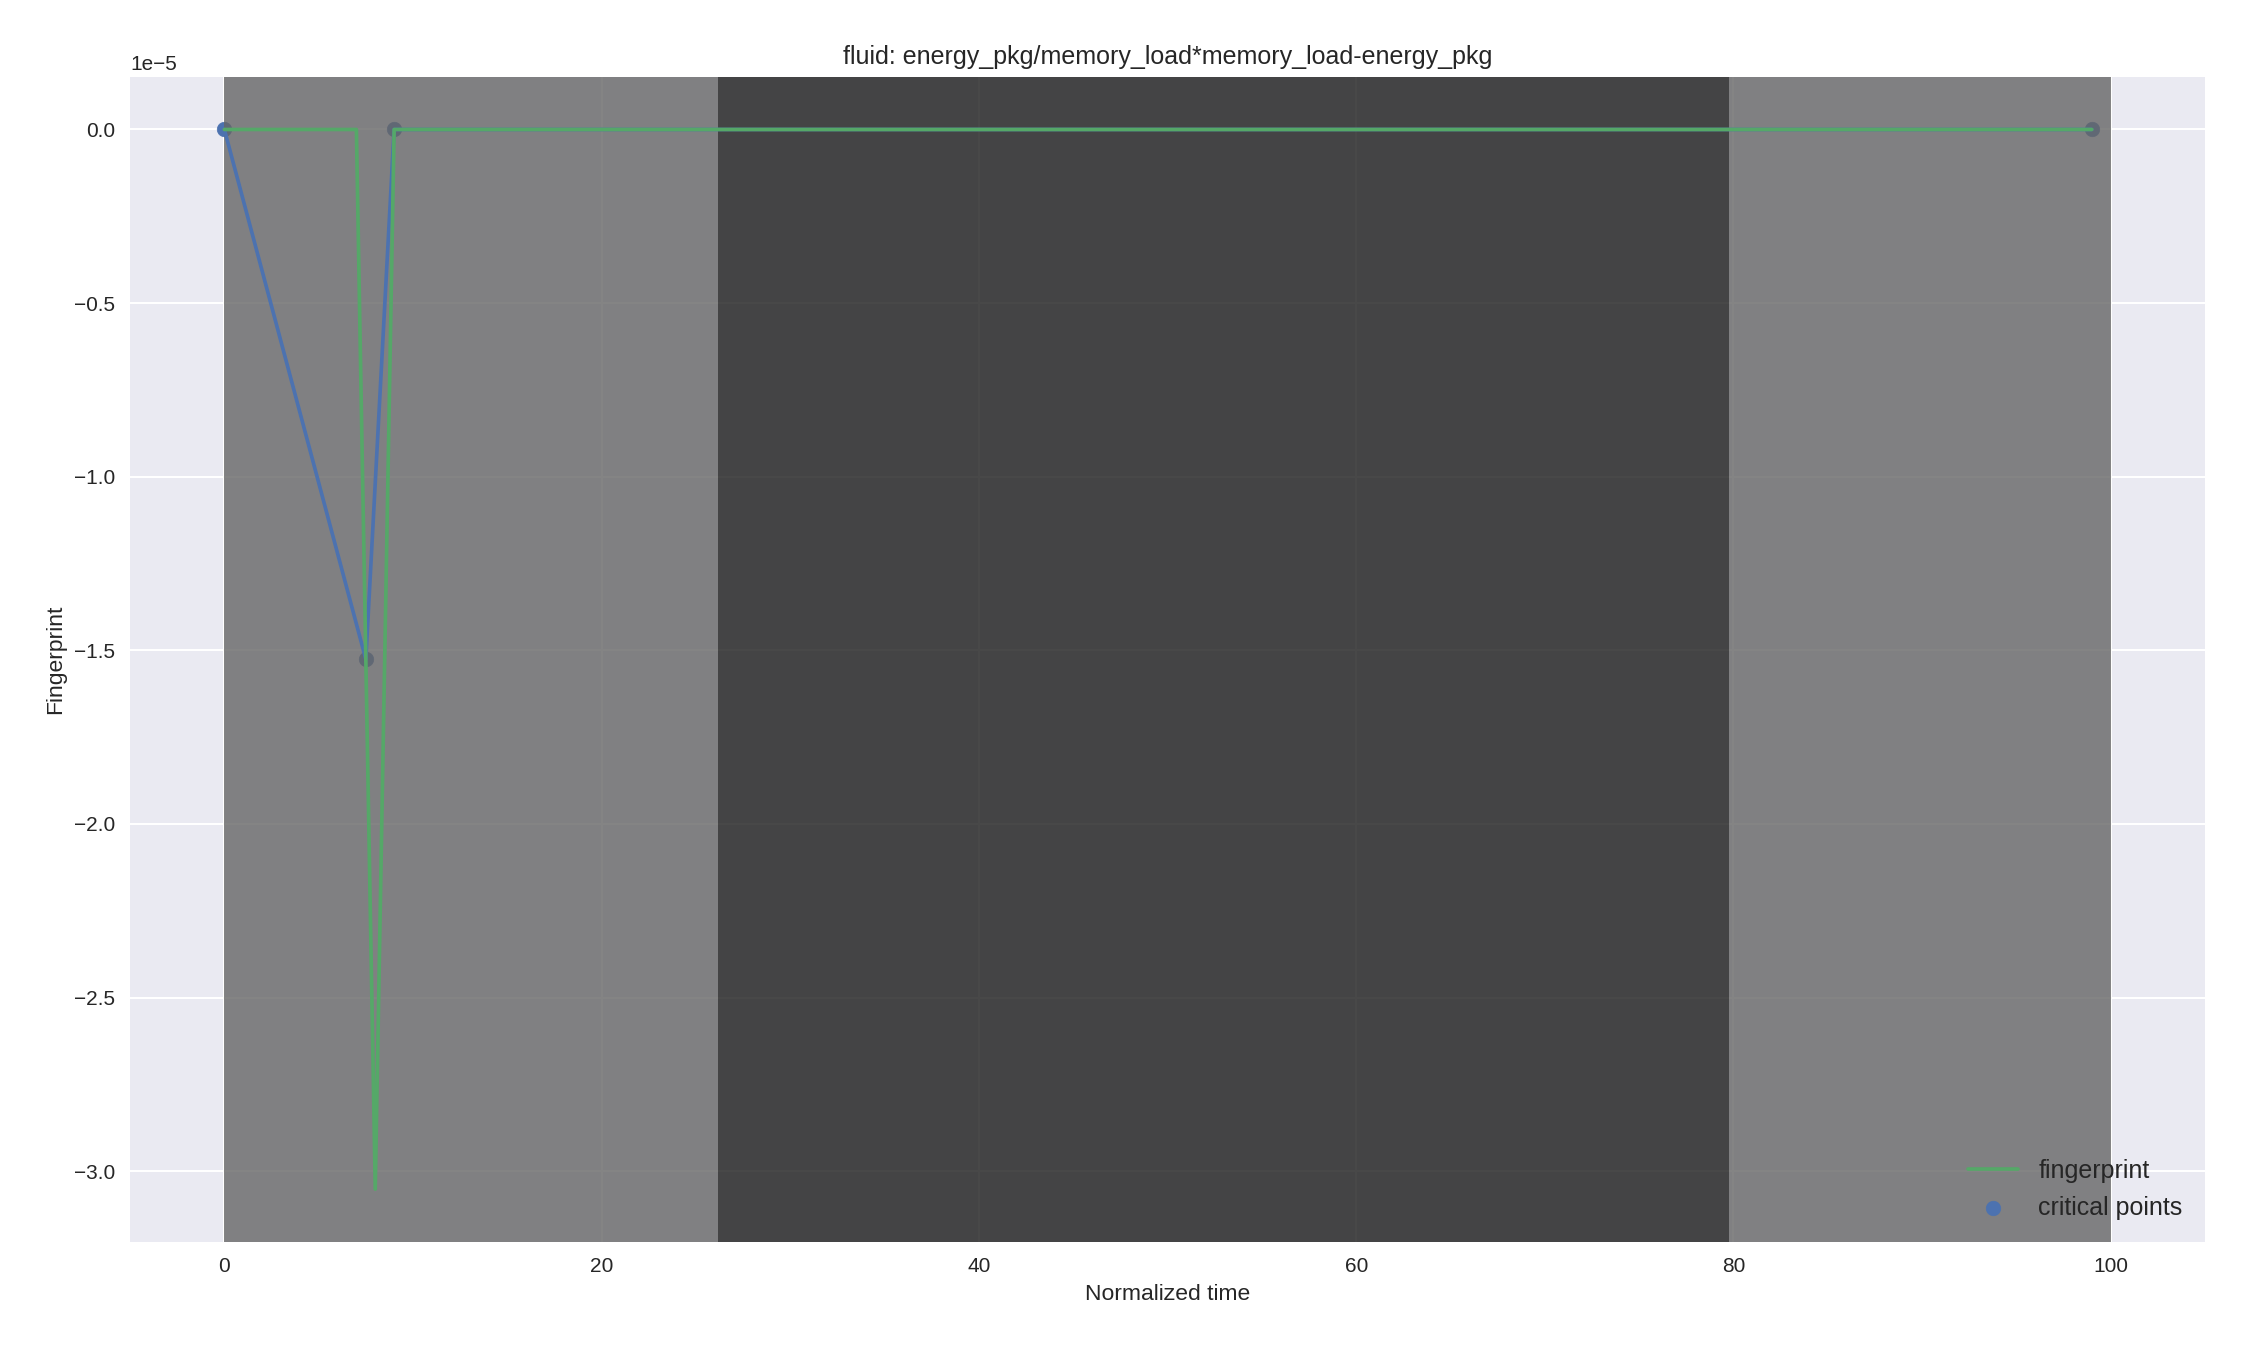 fluid: energy_pkg/memory_load*memory_load-energy_pkg
1e−5
0.0
−0.5
−1.0
−1.5
−2.0
−2.5
−3.0
Fingerprint
fingerprint
critical points
0 20 40 60 80 100
Normalized time